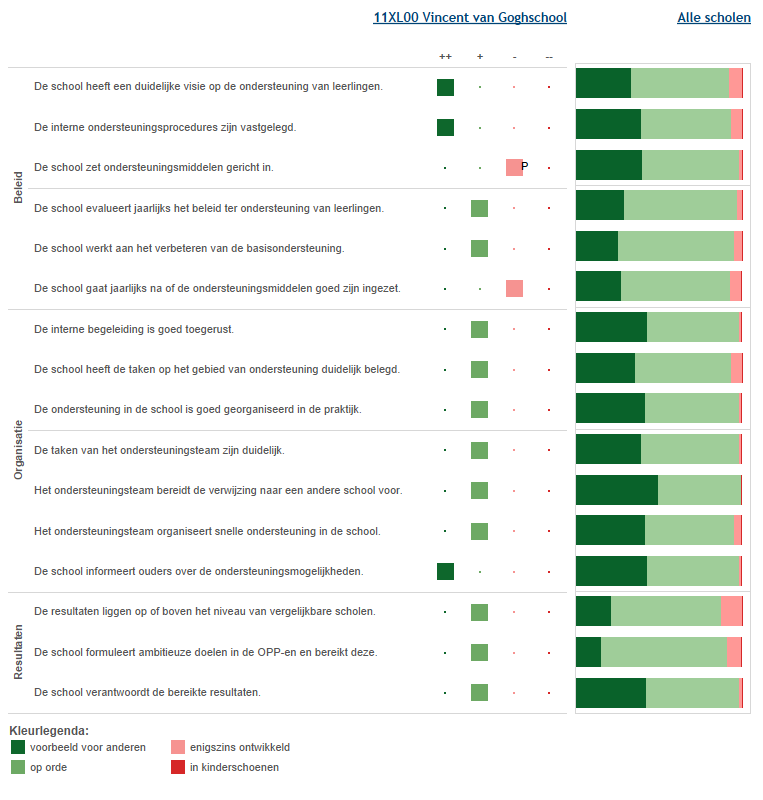 11XL00 Vincent van Goghschool
Alle scholen
++ + - --
Beleid
De school heeft een duidelijke visie op de ondersteuning van leerlingen.
De interne ondersteuningsprocedures zijn vastgelegd.
De school zet ondersteuningsmiddelen gericht in.
P
De school evalueert jaarlijks het beleid ter ondersteuning van leerlingen.
De school werkt aan het verbeteren van de basisondersteuning.
De school gaat jaarlijks na of de ondersteuningsmiddelen goed zijn ingezet.
Organisatie
De interne begeleiding is goed toegerust.
De school heeft de taken op het gebied van ondersteuning duidelijk belegd.
De ondersteuning in de school is goed georganiseerd in de praktijk.
De taken van het ondersteuningsteam zijn duidelijk.
Het ondersteuningsteam bereidt de verwijzing naar een andere school voor.
Het ondersteuningsteam organiseert snelle ondersteuning in de school.
De school informeert ouders over de ondersteuningsmogelijkheden.
Resultaten
De resultaten liggen op of boven het niveau van vergelijkbare scholen.
De school formuleert ambitieuze doelen in de OPP-en en bereikt deze.
De school verantwoordt de bereikte resultaten.
Kleurlegenda:
voorbeeld voor anderen
enigszins ontwikkeld
op orde
in kinderschoenen